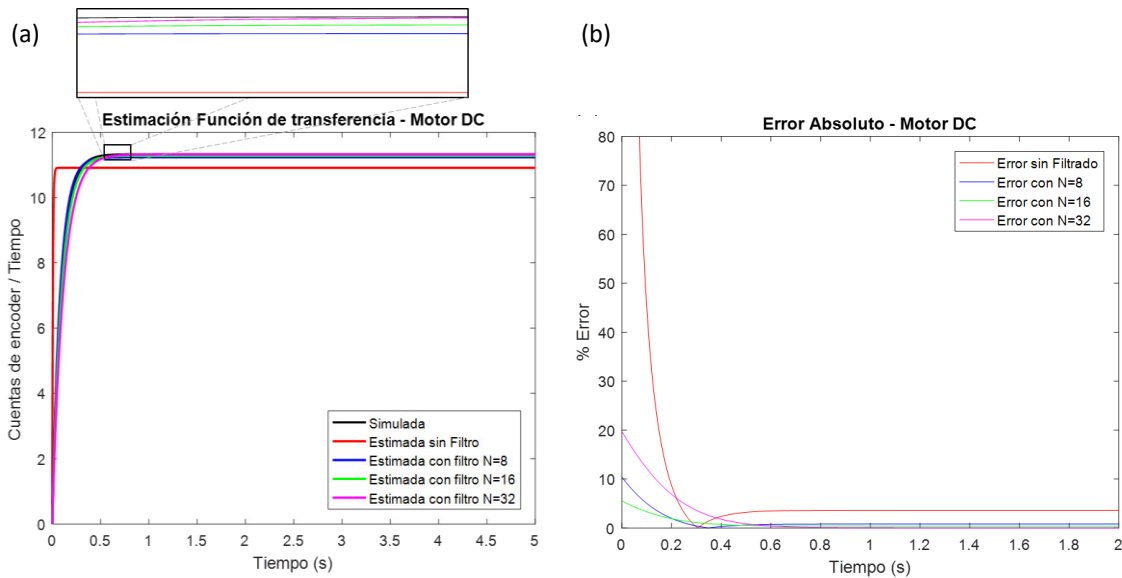 (a)
Estimación Función de transferencia - Motor DC
Cuentas de encoder / Tiempo
12
10
8
6
4
2
0
0
0.5
1
1.5
2
2.5
3
3.5
4
4.5
5
Tiempo (s)
Simulada
Estimada sin Filtro
Estimada con filtro N=8
Estimada con filtro N=16
Estimada con filtro N=32
(b)
Error Absoluto - Motor DC
% Error
80
70
60
50
40
30
20
10
0
0
0.2
0.4
0.6
0.8
1
1.2
1.4
1.6
1.8
2
Tiempo (s)
Error sin Filtrado
Error con N=8
Error con N=16
Error con N=32